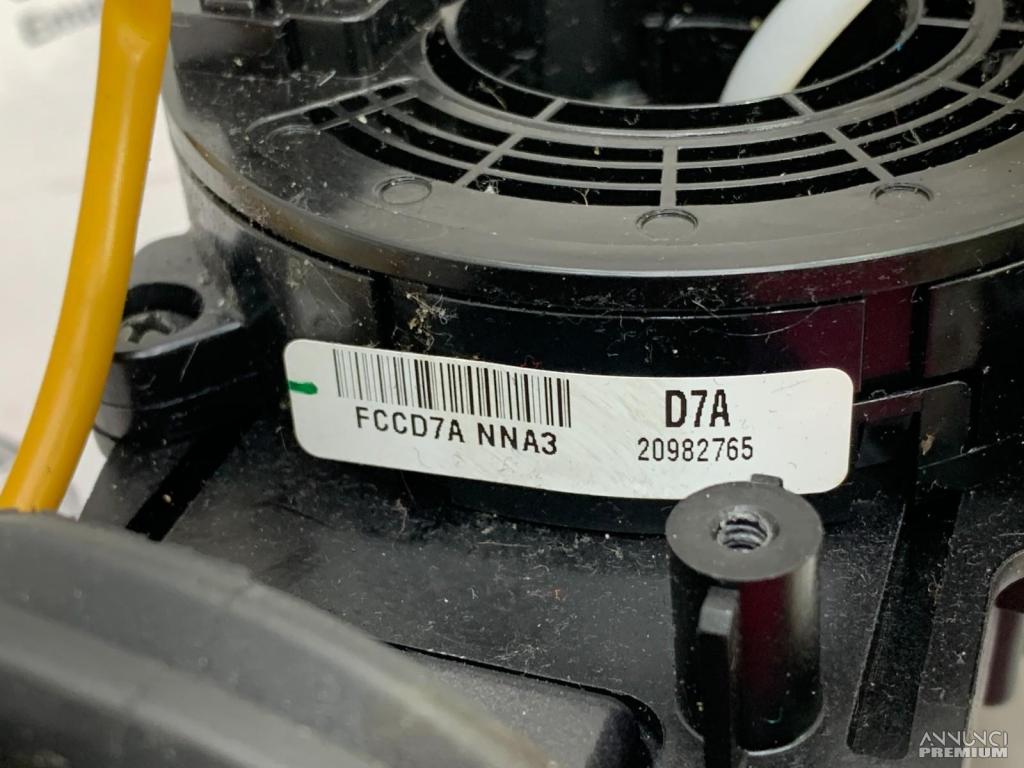 FCCD7A NNA3
D7A
20982765
ANNUNCI
PREMIUM